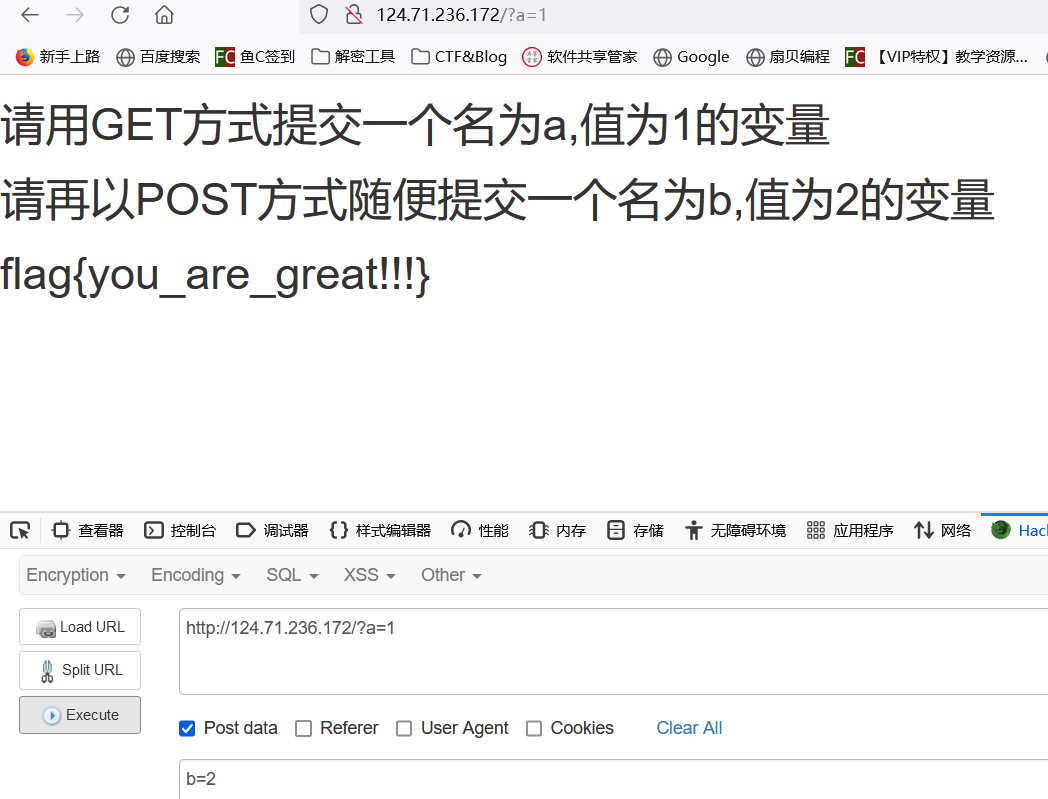 124.71.236.172/?a=1
新手上路 百度搜索 FC 鱼C签到 解密工具 CTF&Blog 软件共享管家 Google 扇贝编程 FC 【VIP特权】教学资源...
请用GET方式提交一个名为a,值为1的变量
请再以POST方式随便提交一个名为b,值为2的变量
flag{you_are_great!!!}
查看器 控制台 调试器 样式编辑器 性能 内存 存储 无障碍环境 应用程序 网络 Hac
Encryption Encoding SQL XSS Other
Load URL http://124.71.236.172/?a=1
Split URL
Execute
Post data Referer User Agent Cookies Clear All
b=2